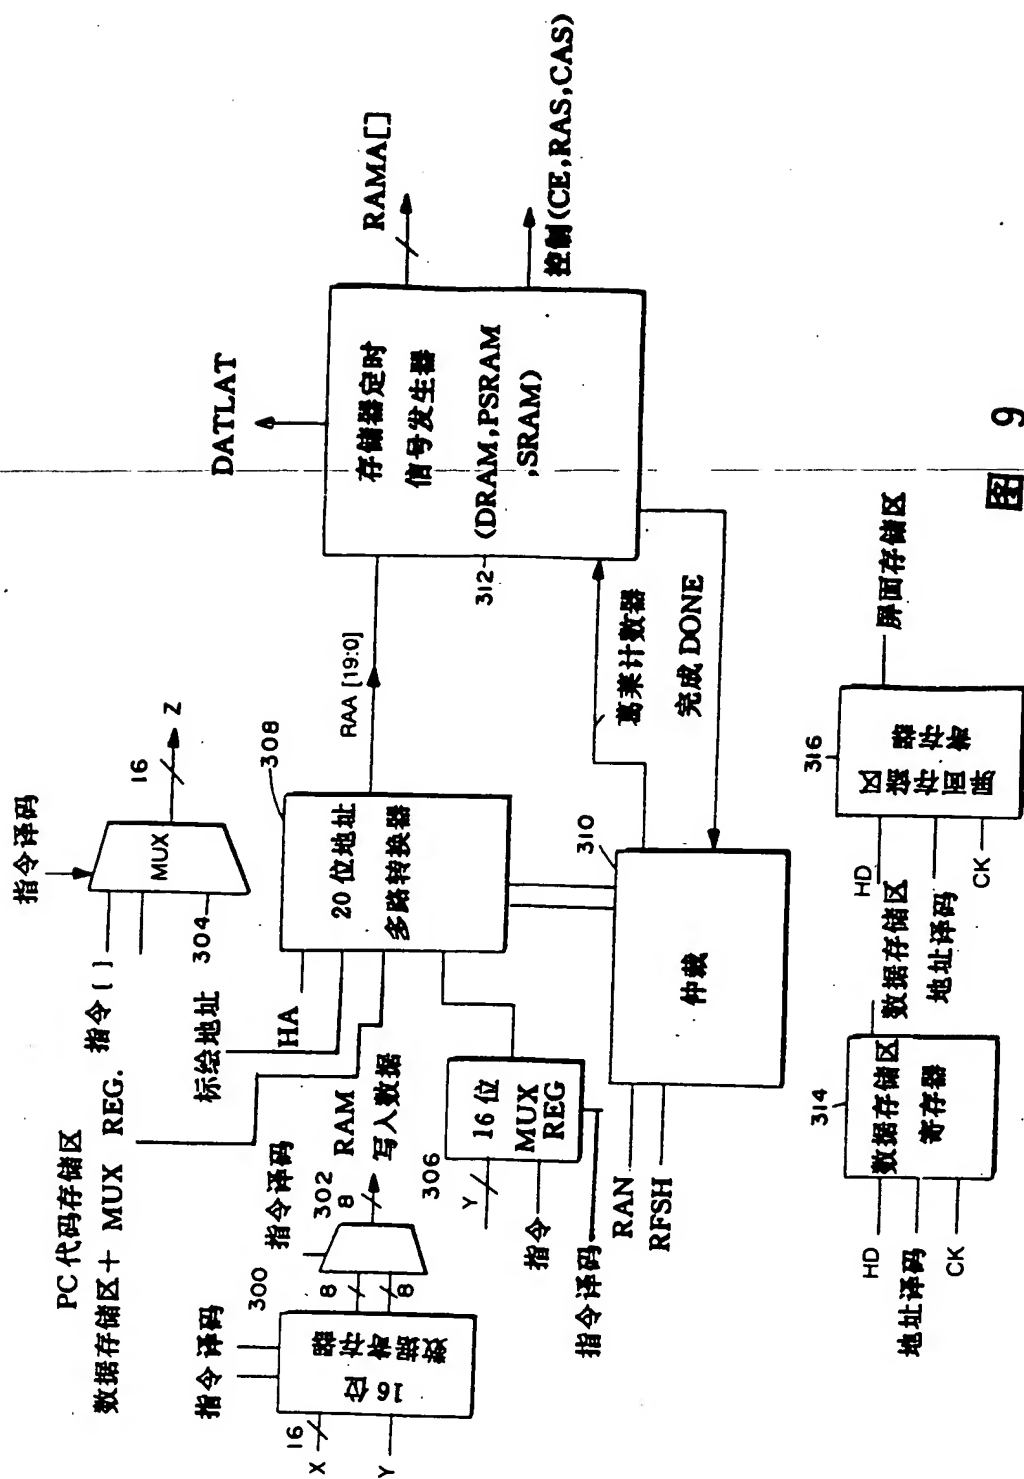 PC 代码存储区
数据存储区+ MUX REG.
指令[ ]
指令译码
MUX
16
Z
304
标绘地址
HA
308
20位地址
多路转换器
RAA [19:0]
DATLAT
存储器定时
信号发生器
(DRAM,PSRAM
,SRAM)
312
RAMA[]
控制(CE,RAS,CAS)
指令译码
300
X
16
Y
16位
数据寄存器
8
8
指令译码
302
8
RAM
写入数据
306
16位
MUX
REG
Y
指令
指令译码
RAN
RFSH
310
仲裁
葛莱计数器
完成 DONE
314
数据存储区
寄存器
HD
地址译码
CK
数据存储区
316
屏面存储区
寄存器
HD
地址译码
CK
屏面存储区
图 9